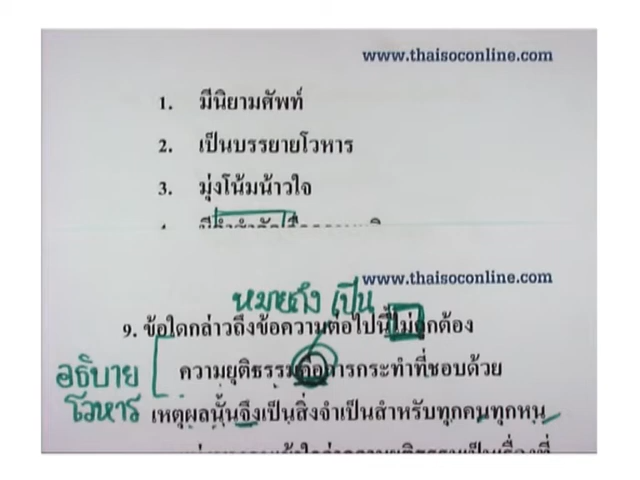 www.thaisoconline.com
1. มีนิยามศัพท์
2. เป็นบรรยายโวหาร
3. มุ่งโน้มน้าวใจ
www.thaisoconline.com
หมายถึง เป็น
9. ข้อใดกล่าวถึงข้อความต่อไปนี้ไม่ถูกต้อง
ความยุติธรรมคือการกระทำที่ชอบด้วย
อธิบาย
โวหาร
เหตุผลนั้นจึงเป็นสิ่งจำเป็นสำหรับทุกคนทุกหน